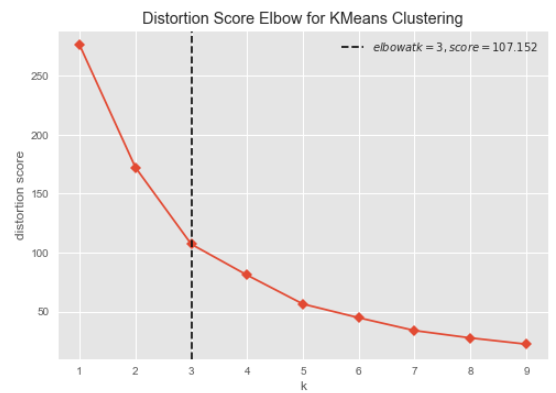 Distortion Score Elbow for KMeans Clustering
elbowatk = 3, score = 107.152
250
200
150
100
50
distortion score
1 2 3 4 5 6 7 8 9
k